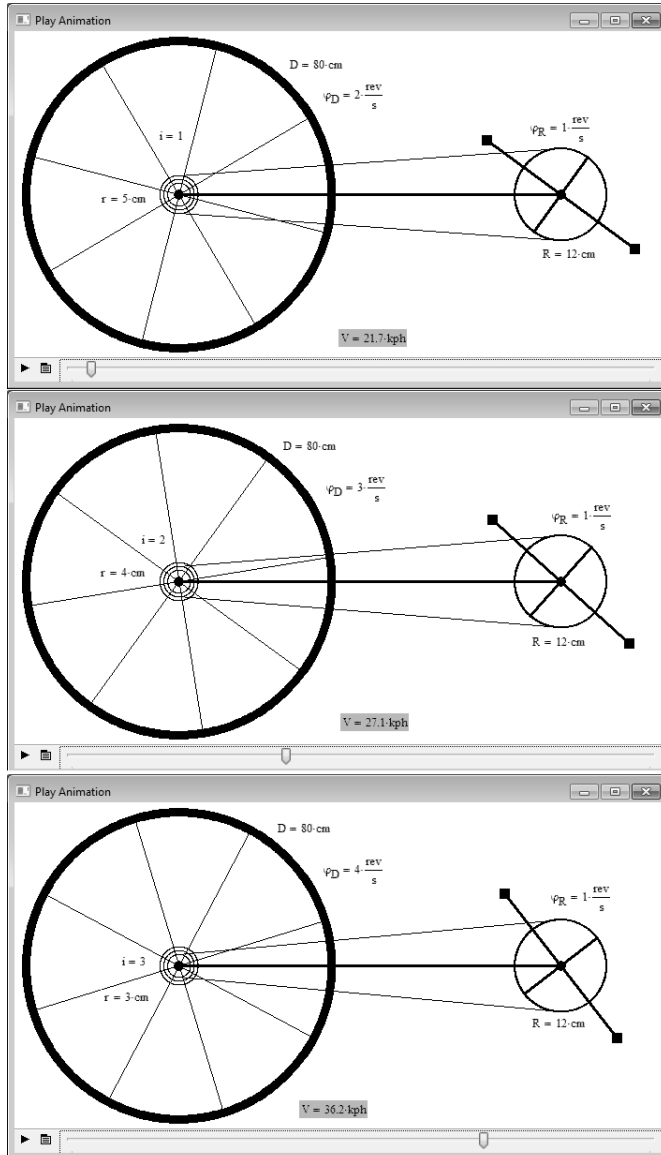 Play Animation
D = 80·cm
φD = 2·rev/s
i = 1
φR = 1·rev/s
r = 5·cm
R = 12·cm
V = 21.7·kph
Play Animation
D = 80·cm
φD = 3·rev/s
φR = 1·rev/s
i = 2
r = 4·cm
R = 12·cm
V = 27.1·kph
Play Animation
D = 80·cm
φD = 4·rev/s
φR = 1·rev/s
i = 3
r = 3·cm
R = 12·cm
V = 36.2·kph